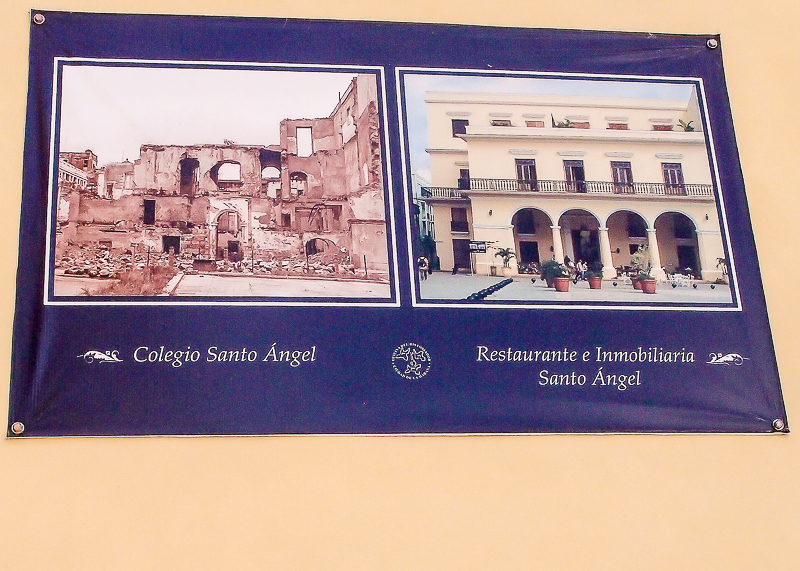 Colegio Santo Ángel
Restaurante e Inmobiliaria
Santo Ángel